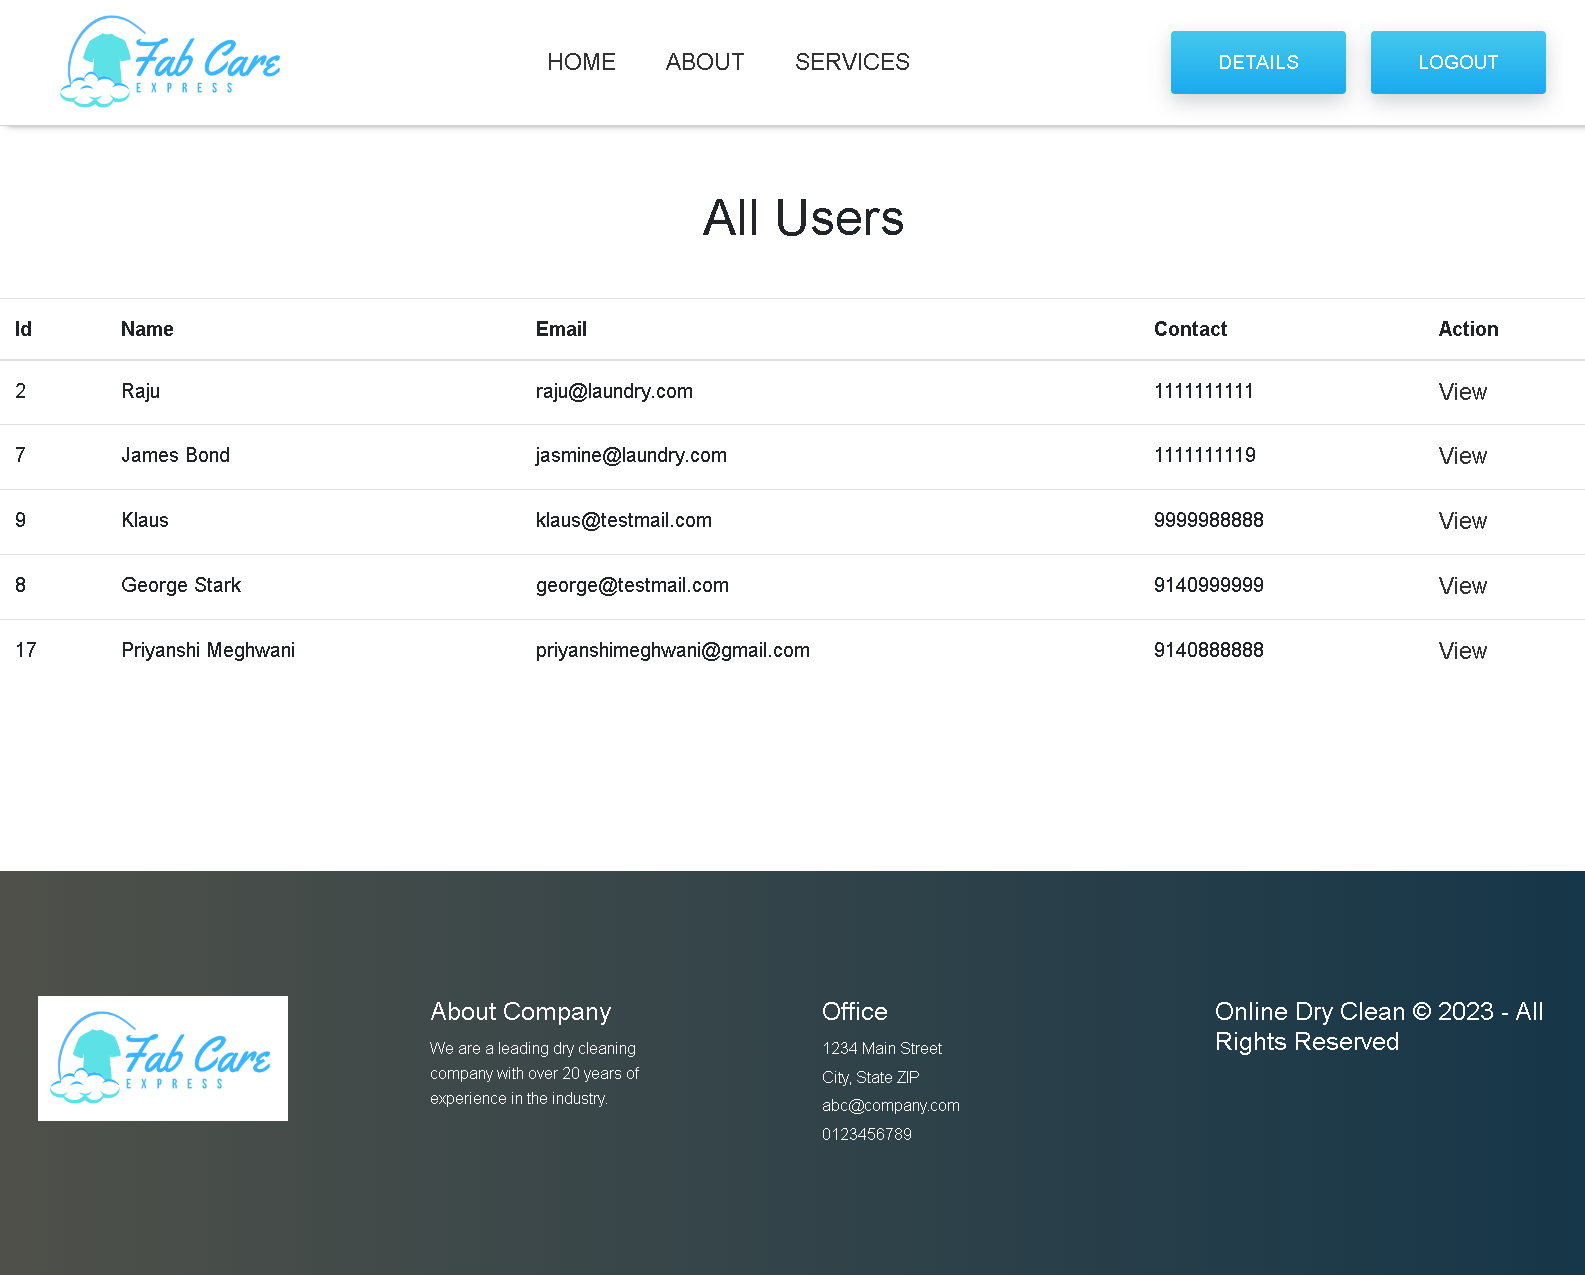 Fab Care
EXPRESS
HOME ABOUT SERVICES
DETAILS LOGOUT
All Users
Id Name Email Contact Action
2 Raju raju@laundry.com 1111111111 View
7 James Bond jasmine@laundry.com 1111111119 View
9 Klaus klaus@testmail.com 9999988888 View
8 George Stark george@testmail.com 9140999999 View
17 Priyanshi Meghwani priyanshimeghwani@gmail.com 9140888888 View
Fab Care
EXPRESS
About Company
We are a leading dry cleaning
company with over 20 years of
experience in the industry.
Office
1234 Main Street
City, State ZIP
abc@company.com
0123456789
Online Dry Clean © 2023 - All
Rights Reserved